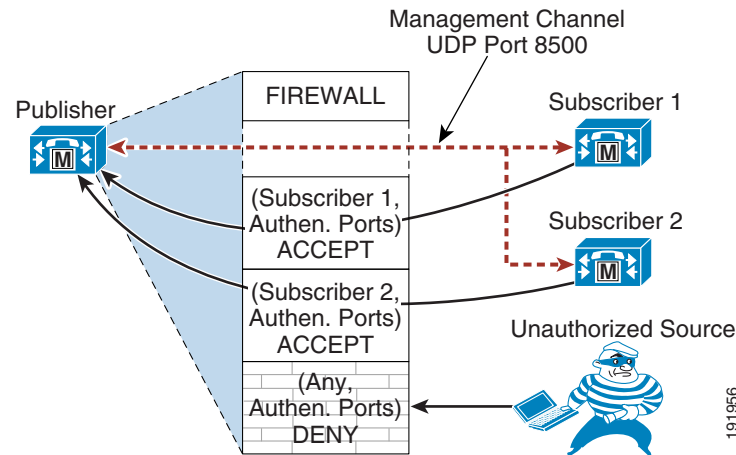 Management Channel
UDP Port 8500
FIREWALL
Publisher
M
Subscriber 1
M
(Subscriber 1,
Authen. Ports)
ACCEPT
Subscriber 2
M
(Subscriber 2,
Authen. Ports)
ACCEPT
Unauthorized Source
(Any,
Authen. Ports)
DENY
191956